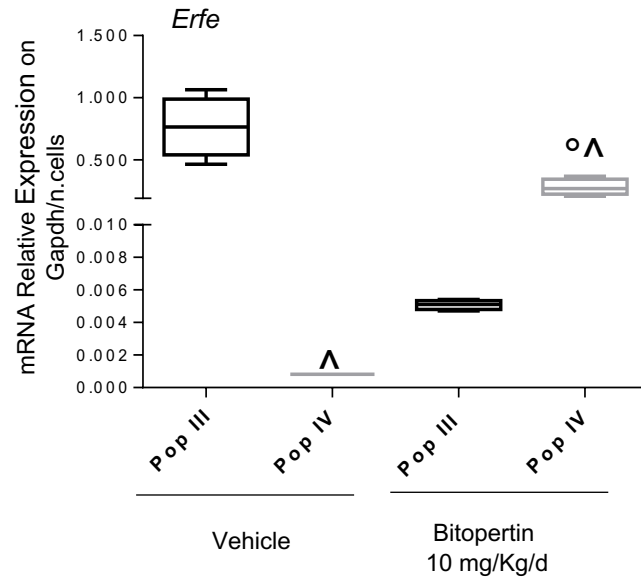 Erfe
mRNA Relative Expression on
Gapdh/n.cells
1.500
1.000
0.500
0.010
0.008
0.006
0.004
0.002
0.000
° ^
^
Pop III
Pop IV
Pop III
Pop IV
Vehicle
Bitopertin
10 mg/Kg/d